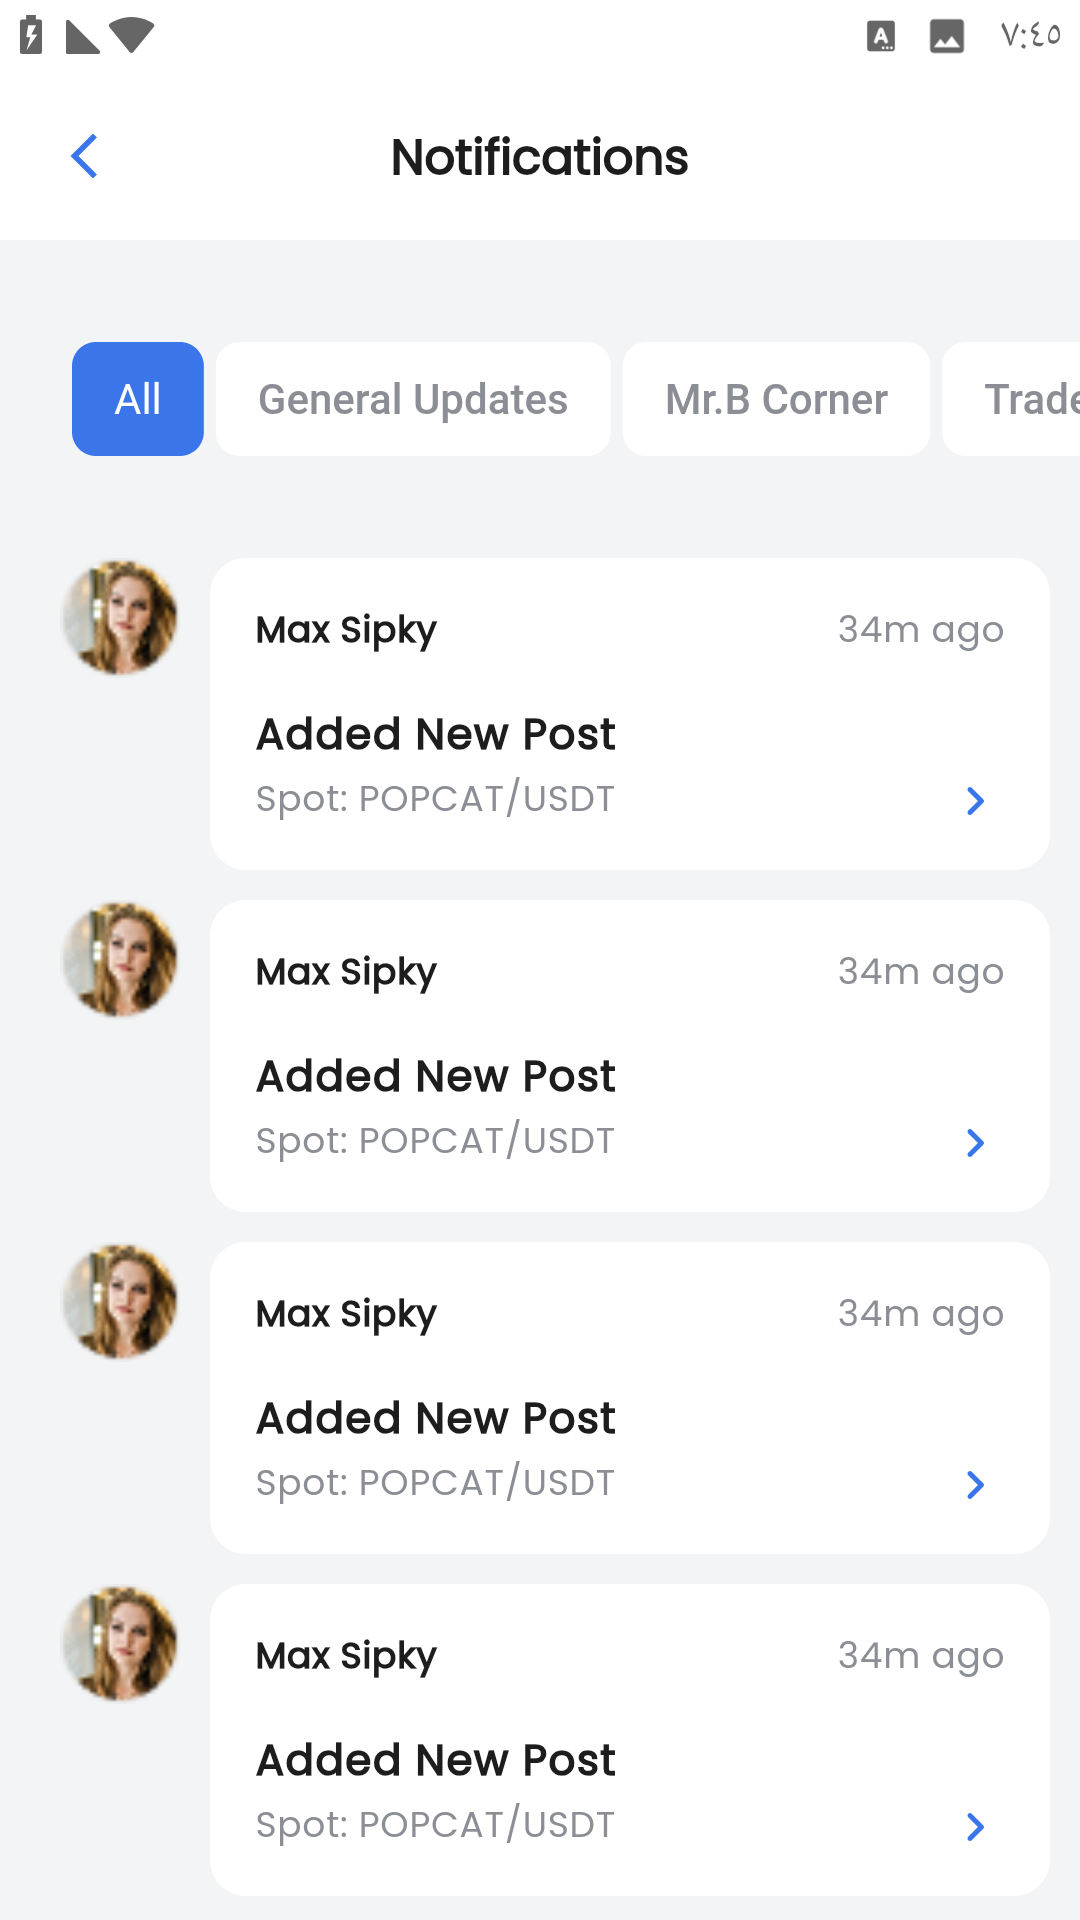 ٧:٤٥
Notifications
All
General Updates
Mr.B Corner
Trade
Max Sipky
34m ago
Added New Post
Spot: POPCAT/USDT
Max Sipky
34m ago
Added New Post
Spot: POPCAT/USDT
Max Sipky
34m ago
Added New Post
Spot: POPCAT/USDT
Max Sipky
34m ago
Added New Post
Spot: POPCAT/USDT